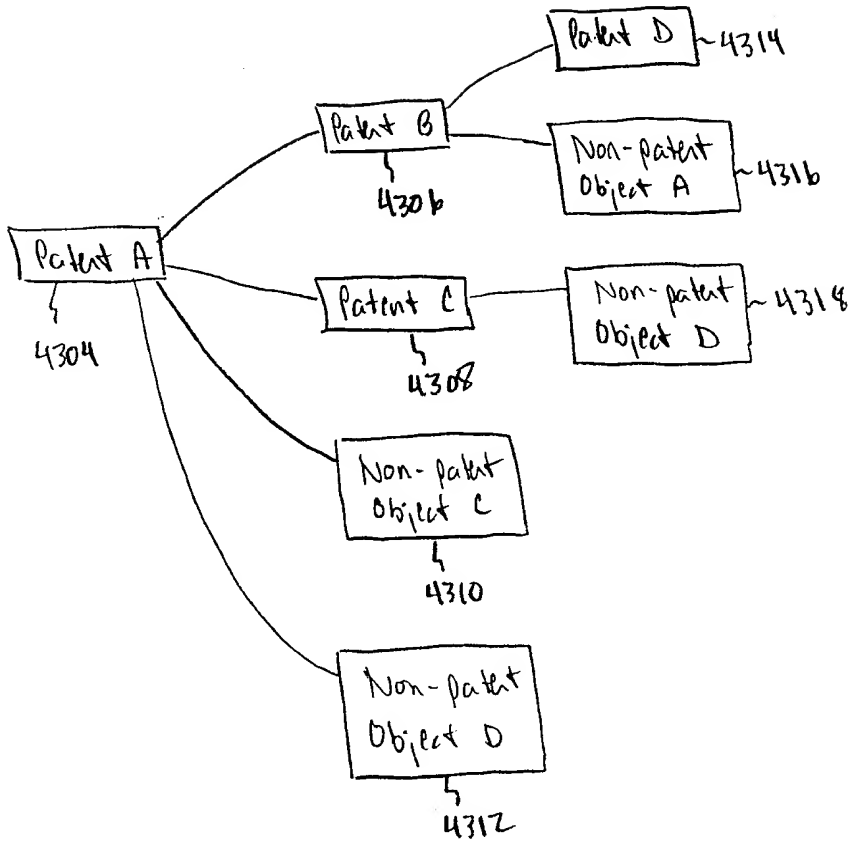 Patent D
4314
Patent B
4306
Non-patent
Object A
4316
Patent A
4304
Patent C
4308
Non-patent
Object D
4318
Non-patent
Object C
4310
Non-patent
Object D
4312